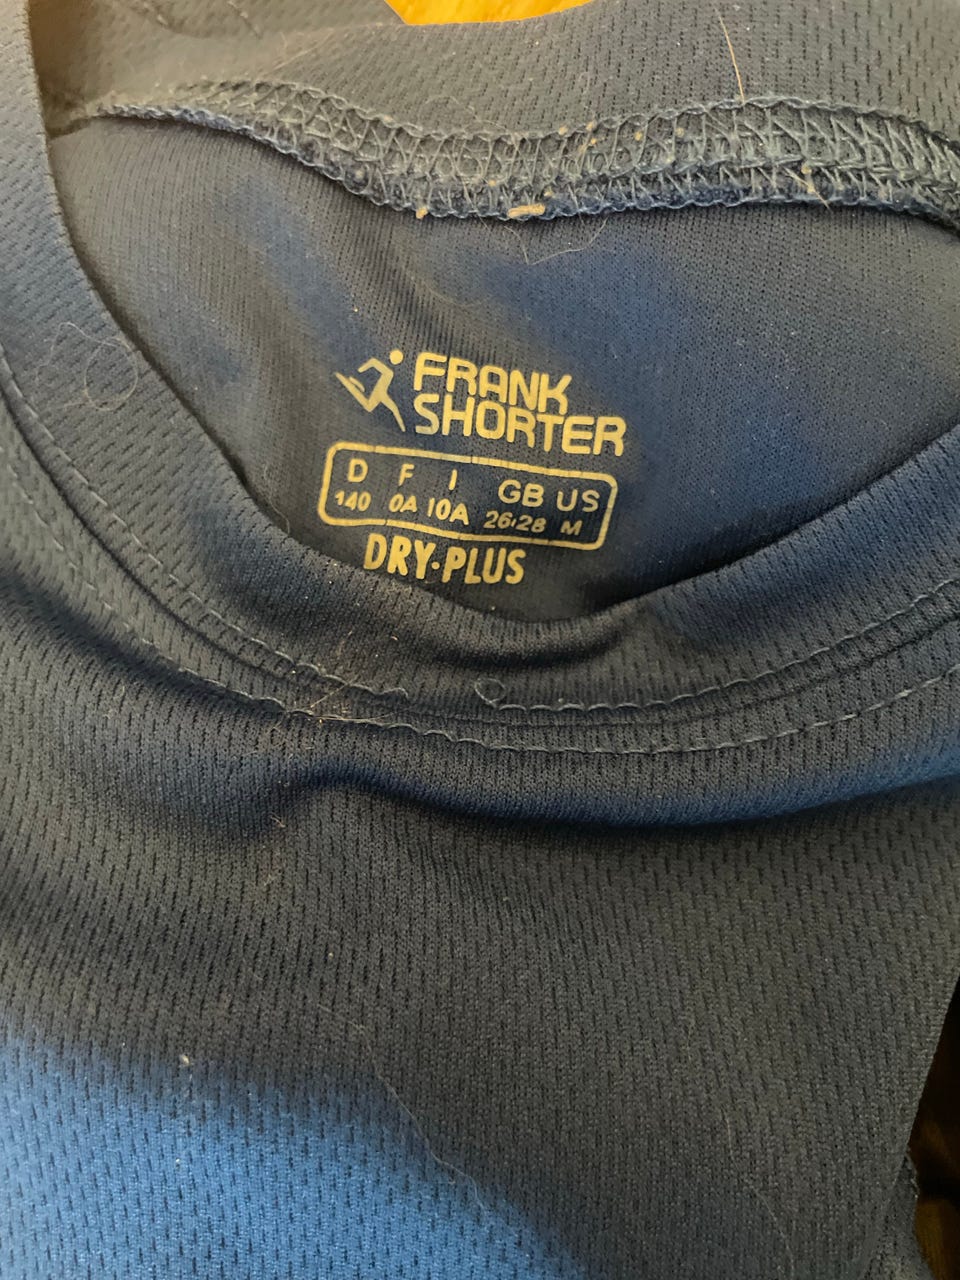 FRANK
SHORTER
D F I GB US
140 0A 10A 26·28 M
DRY·PLUS